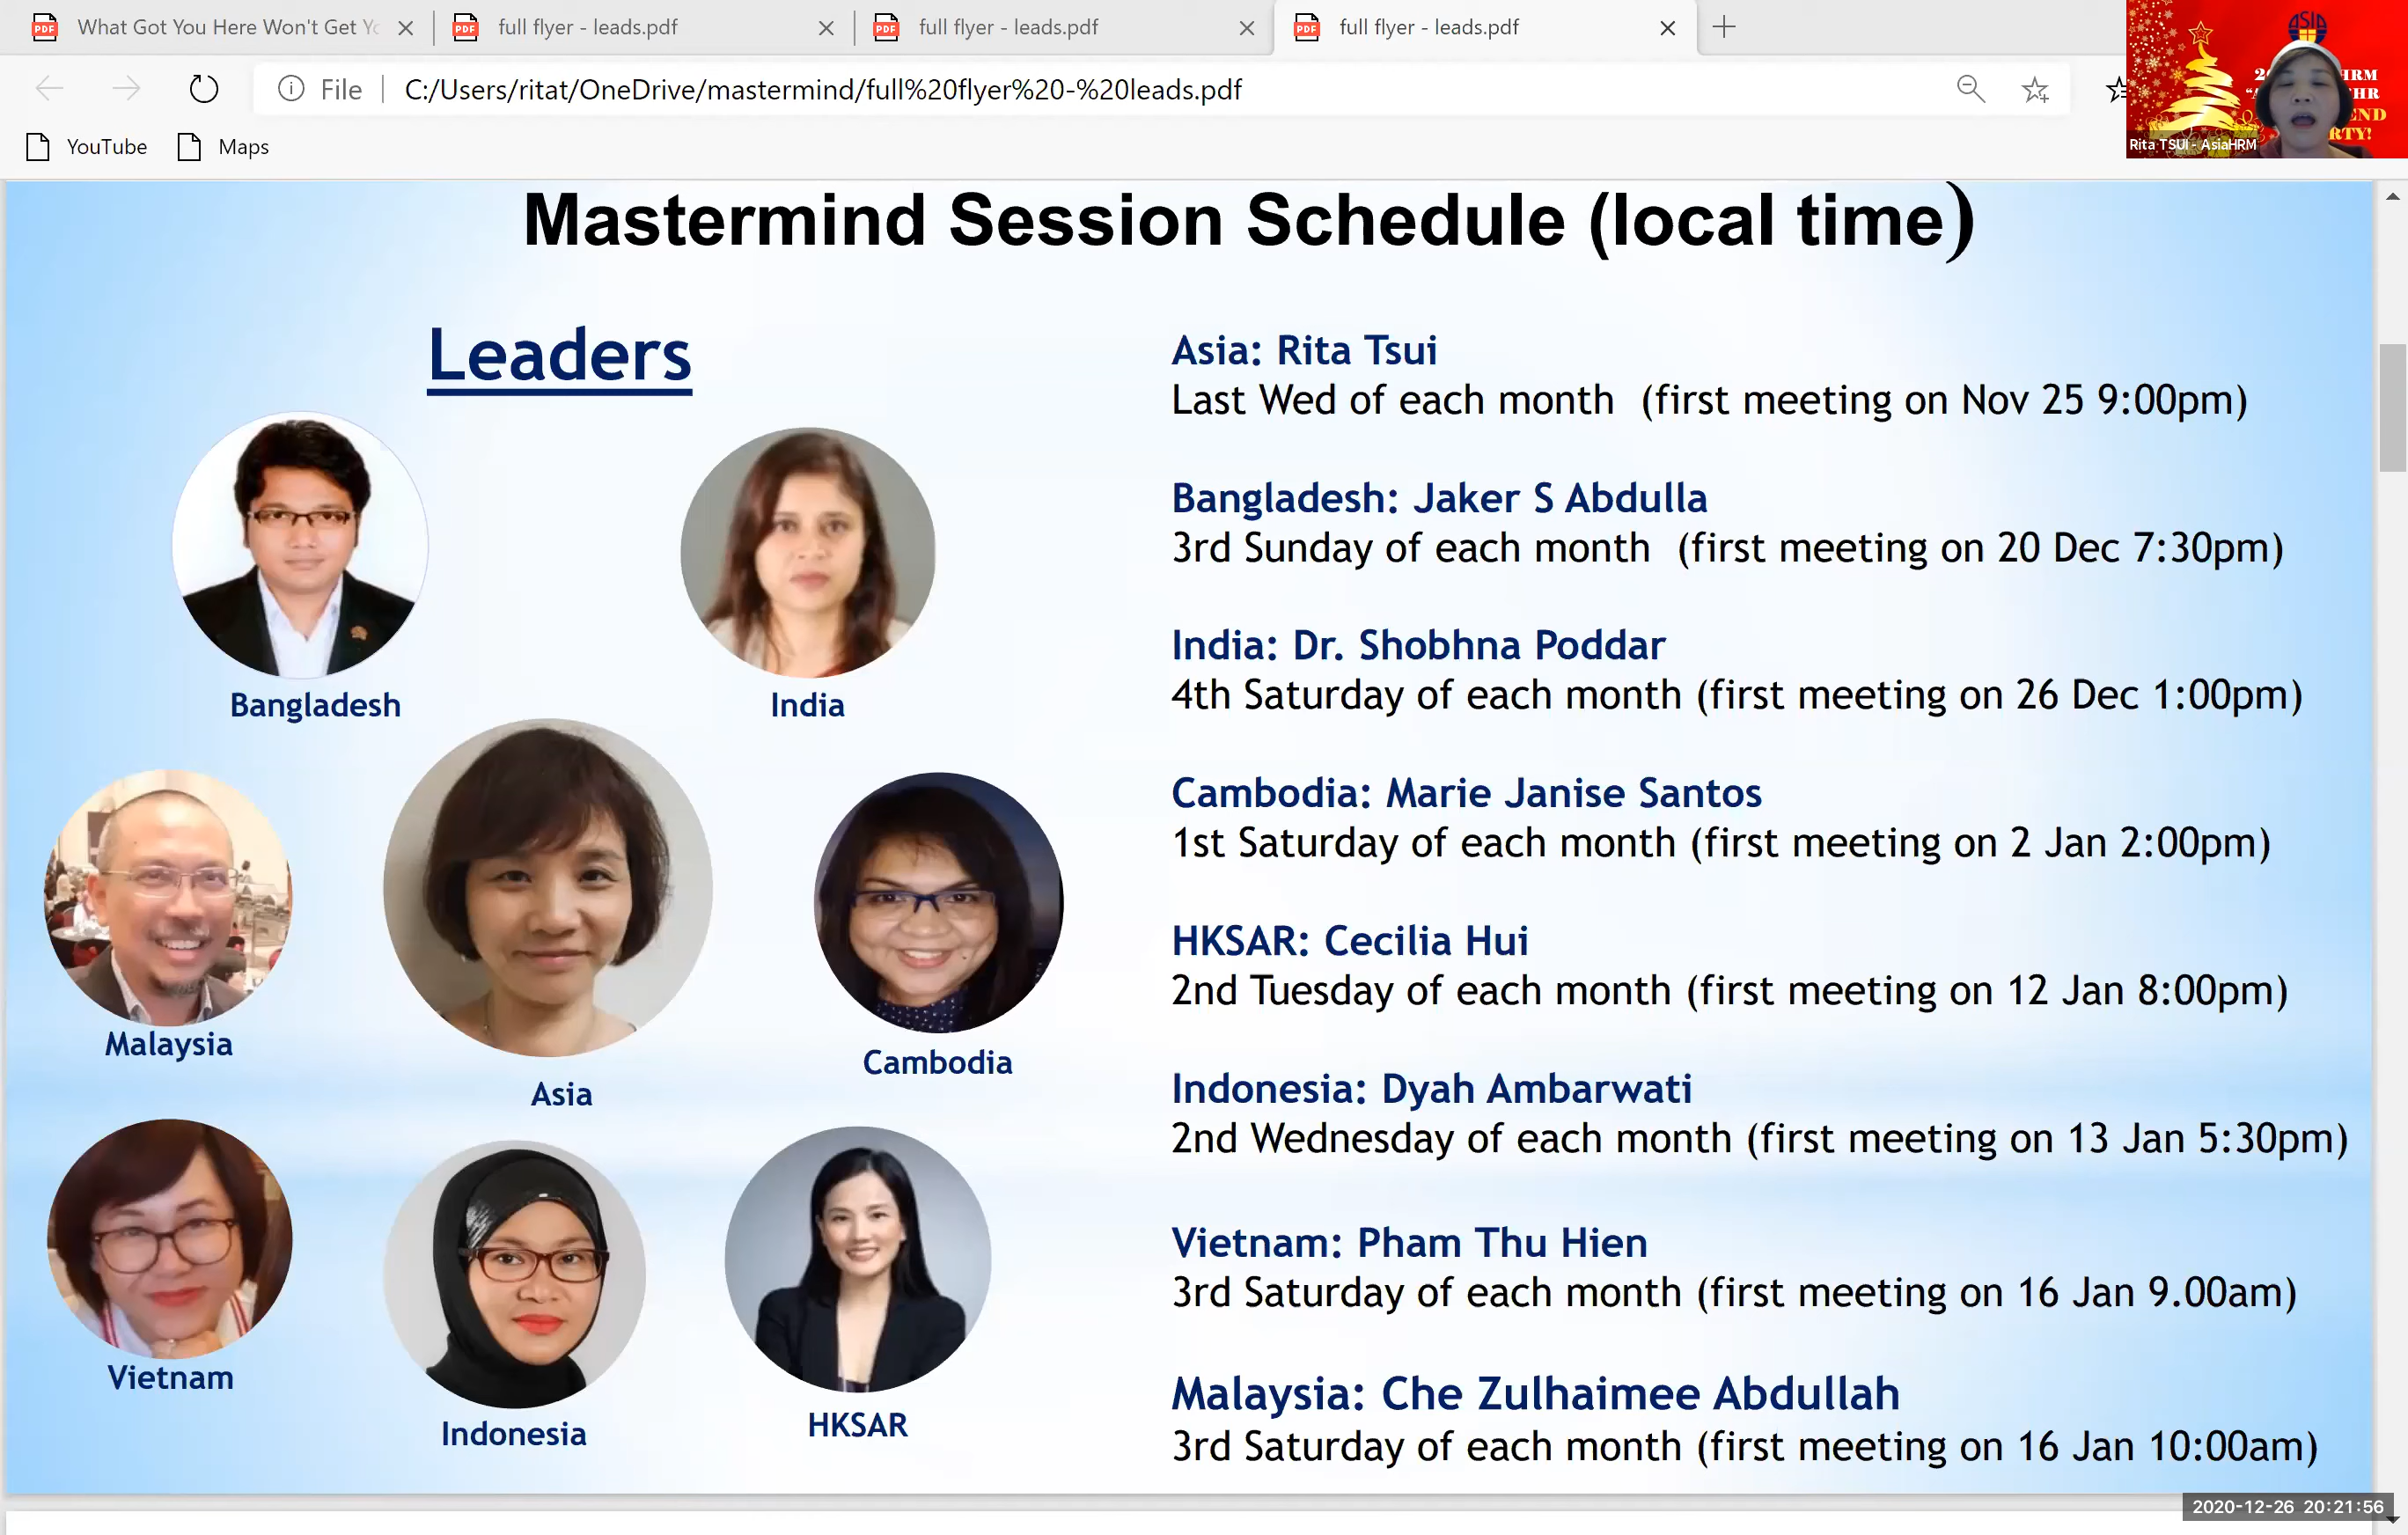 What Got You Here Won't Get Yo
full flyer - leads.pdf
full flyer - leads.pdf
full flyer - leads.pdf
File
C:/Users/ritat/OneDrive/mastermind/full%20flyer%20-%20leads.pdf
YouTube
Maps
ASIA
HRM
HR
END
RTY!
Rita TSUI - AsiaHRM
Mastermind Session Schedule (local time)
Leaders
Bangladesh
India
Malaysia
Asia
Cambodia
Vietnam
Indonesia
HKSAR
Asia: Rita Tsui
Last Wed of each month (first meeting on Nov 25 9:00pm)
Bangladesh: Jaker S Abdulla
3rd Sunday of each month (first meeting on 20 Dec 7:30pm)
India: Dr. Shobhna Poddar
4th Saturday of each month (first meeting on 26 Dec 1:00pm)
Cambodia: Marie Janise Santos
1st Saturday of each month (first meeting on 2 Jan 2:00pm)
HKSAR: Cecilia Hui
2nd Tuesday of each month (first meeting on 12 Jan 8:00pm)
Indonesia: Dyah Ambarwati
2nd Wednesday of each month (first meeting on 13 Jan 5:30pm)
Vietnam: Pham Thu Hien
3rd Saturday of each month (first meeting on 16 Jan 9.00am)
Malaysia: Che Zulhaimee Abdullah
3rd Saturday of each month (first meeting on 16 Jan 10:00am)
2020-12-26 20:21:56